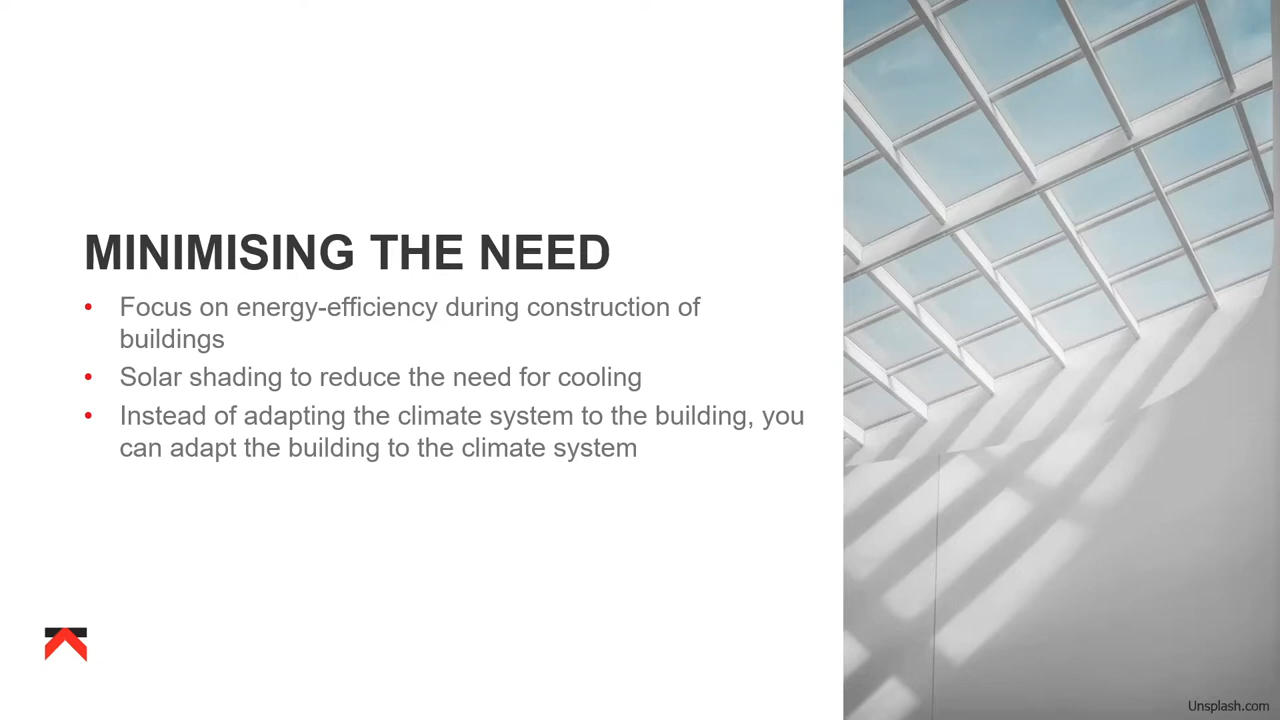 MINIMISING THE NEED
• Focus on energy-efficiency during construction of
buildings
• Solar shading to reduce the need for cooling
• Instead of adapting the climate system to the building, you
can adapt the building to the climate system
Unsplash.com